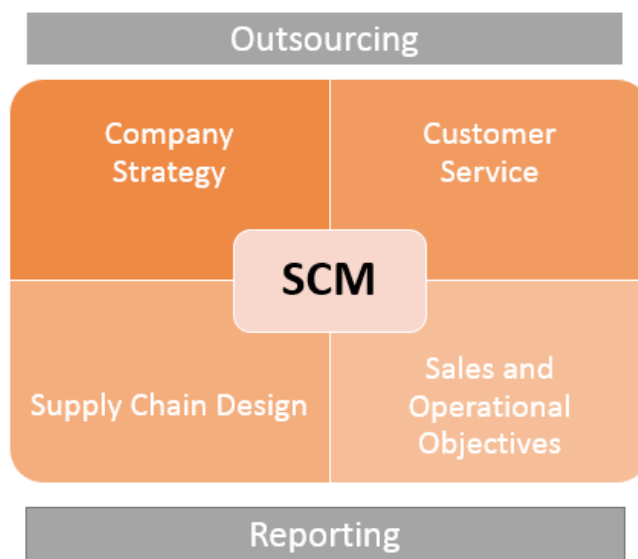 Outsourcing
Company
Strategy
Customer
Service
SCM
Supply Chain Design
Sales and
Operational
Objectives
Reporting